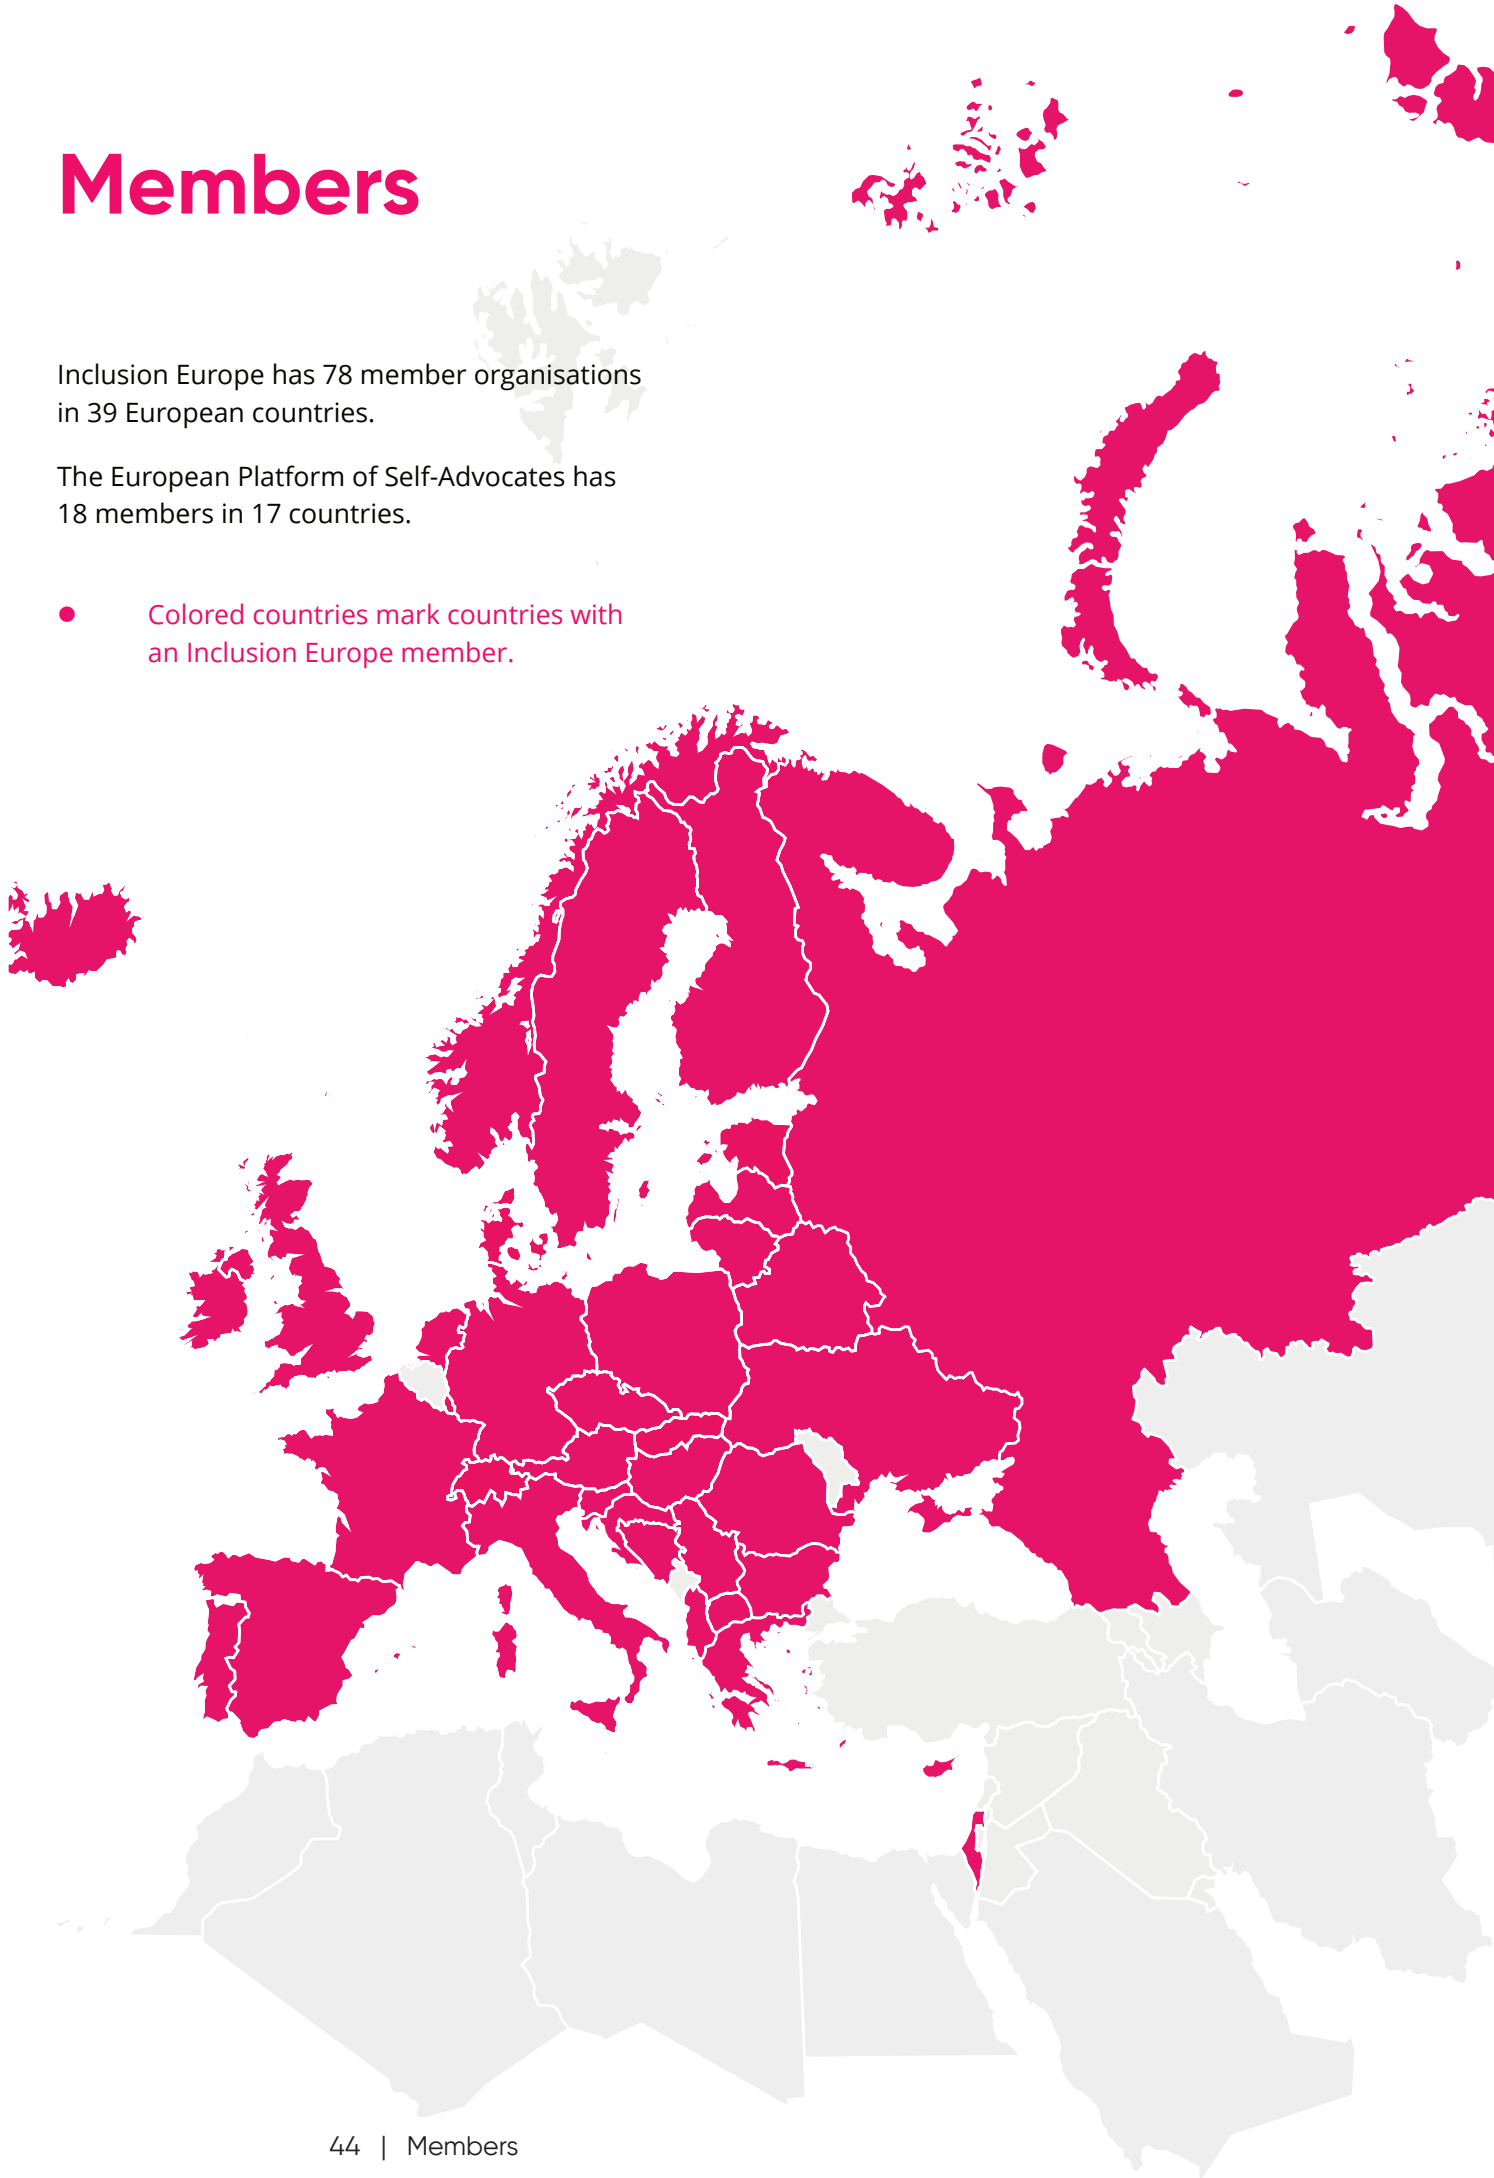 Members
Inclusion Europe has 78 member organisations
in 39 European countries.
The European Platform of Self-Advocates has
18 members in 17 countries.
Colored countries mark countries with
an Inclusion Europe member.
44 | Members